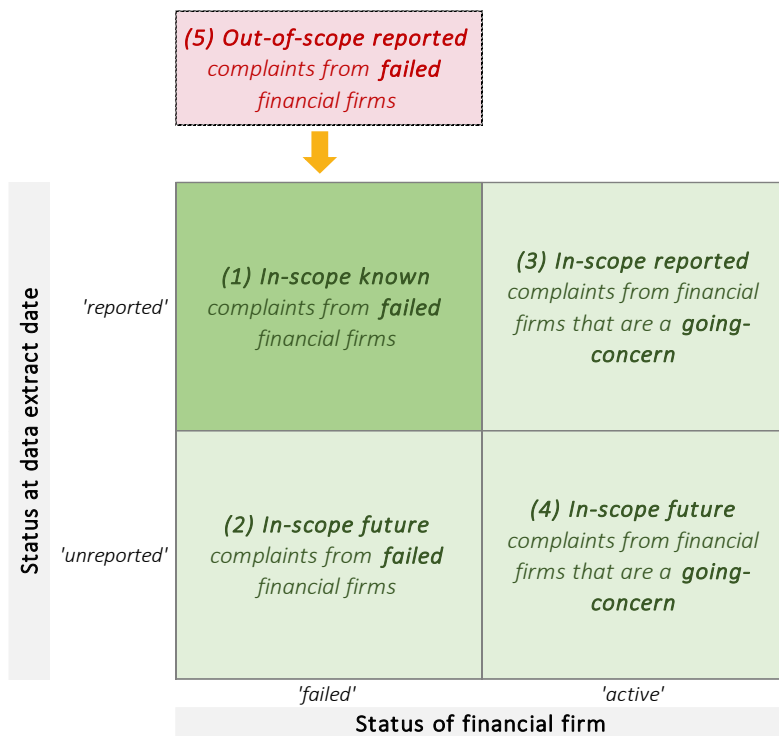 (5) Out-of-scope reported
complaints from failed
financial firms
(1) In-scope known
complaints from failed
financial firms
(3) In-scope reported
complaints from financial
firms that are a going-
concern
'reported'
Status at data extract date
(2) In-scope future
complaints from failed
financial firms
(4) In-scope future
complaints from financial
firms that are a going-
concern
'unreported'
'failed'
'active'
Status of financial firm